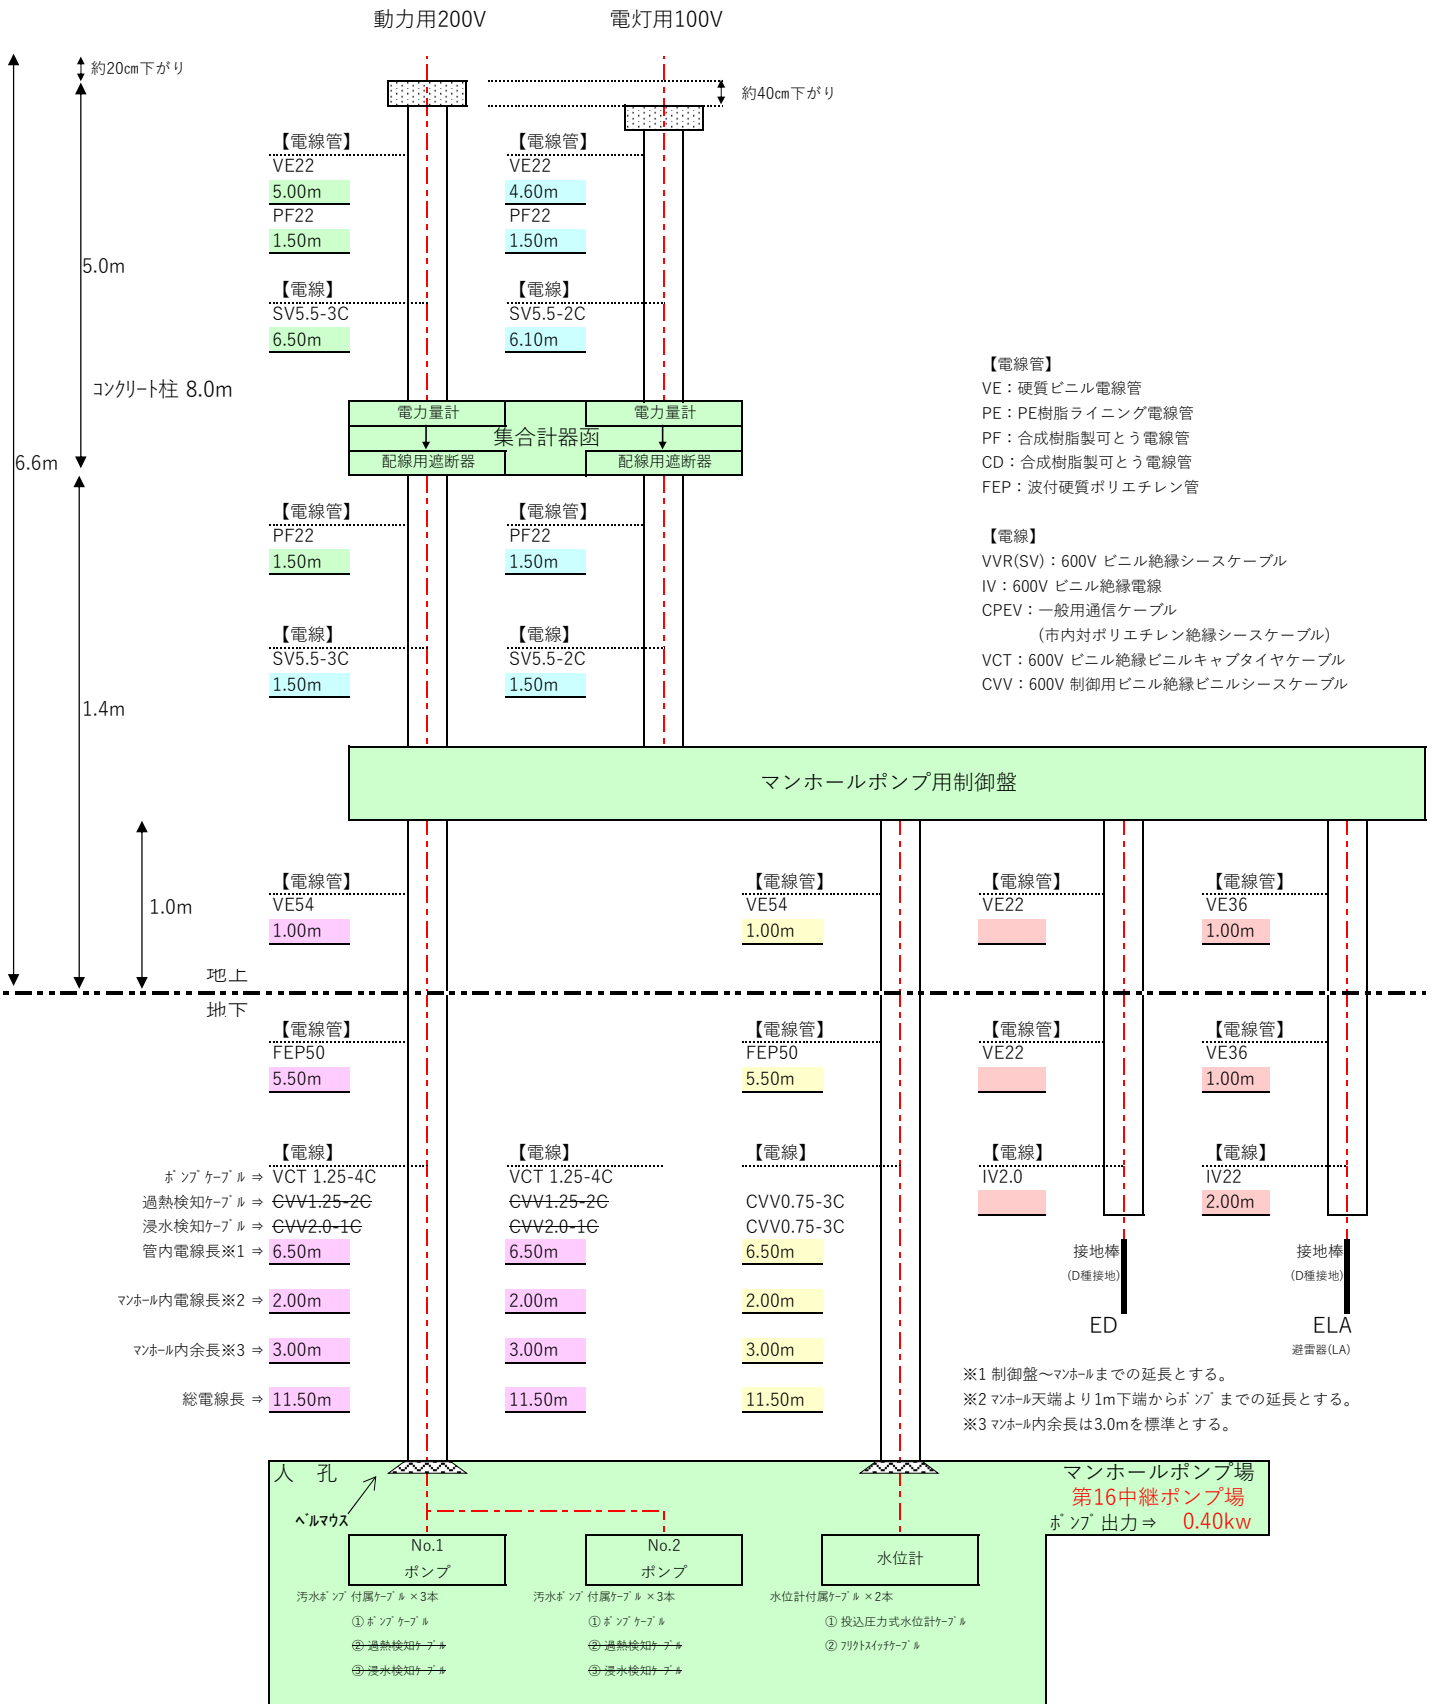 動力用200V 電灯用100V
約20㎝下がり
約40㎝下がり
【電線管】 【電線管】
VE22 VE22
5.00m 4.60m
PF22 PF22
1.50m 1.50m
5.0m
【電線】 【電線】
SV5.5-3C SV5.5-2C
6.50m 6.10m
コンクリート柱 8.0m
6.6m
電力量計 電力量計
集合計器函
配線用遮断器 配線用遮断器
【電線管】
VE：硬質ビニル電線管
PE：PE樹脂ライニング電線管
PF：合成樹脂製可とう電線管
CD：合成樹脂製可とう電線管
FEP：波付硬質ポリエチレン管
【電線】
VVR(SV)：600V ビニル絶縁シースケーブル
IV：600V ビニル絶縁電線
CPEV：一般用通信ケーブル
(市内対ポリエチレン絶縁シースケーブル)
VCT：600V ビニル絶縁ビニルキャブタイヤケーブル
CVV：600V 制御用ビニル絶縁ビニルシースケーブル
【電線管】 【電線管】
PF22 PF22
1.50m 1.50m
【電線】 【電線】
SV5.5-3C SV5.5-2C
1.50m 1.50m
1.4m
マンホールポンプ用制御盤
【電線管】 【電線管】 【電線管】 【電線管】
VE54 VE54 VE22 VE36
1.00m 1.00m 1.00m
1.0m
地上
地下
【電線管】 【電線管】 【電線管】 【電線管】
FEP50 FEP50 VE22 VE36
5.50m 5.50m 1.00m
【電線】 【電線】 【電線】 【電線】 【電線】
ポンプケーブル ⇒ VCT 1.25-4C VCT 1.25-4C IV2.0 IV22
過熱検知ケーブル ⇒ CVV1.25-2C CVV1.25-2C CVV0.75-3C 2.00m
浸水検知ケーブル ⇒ CVV2.0-1C CVV2.0-1C CVV0.75-3C
管内電線長※1 ⇒ 6.50m 6.50m 6.50m
マンホール内電線長※2 ⇒ 2.00m 2.00m 2.00m
マンホール内余長※3 ⇒ 3.00m 3.00m 3.00m
総電線長 ⇒ 11.50m 11.50m 11.50m
接地棒 接地棒
(D種接地) (D種接地)
ED ELA
避雷器(LA)
※1 制御盤～マンホールまでの延長とする。
※2 マンホール天端より1m下端からポンプまでの延長とする。
※3 マンホール内余長は3.0mを標準とする。
人 孔
ベルマウス
マンホールポンプ場
第16中継ポンプ場
ポンプ出力⇒ 0.40kw
No.1 No.2
ポンプ ポンプ 水位計
汚水ポンプ付属ケーブル ×3本 汚水ポンプ付属ケーブル ×3本 水位計付属ケーブル ×2本
①ポンプケーブル ①ポンプケーブル ① 投込圧力式水位計ケーブル
② 過熱検知ケーブル ② 過熱検知ケーブル ② フリクトスイッチケーブル
③ 浸水検知ケーブル ③ 浸水検知ケーブル